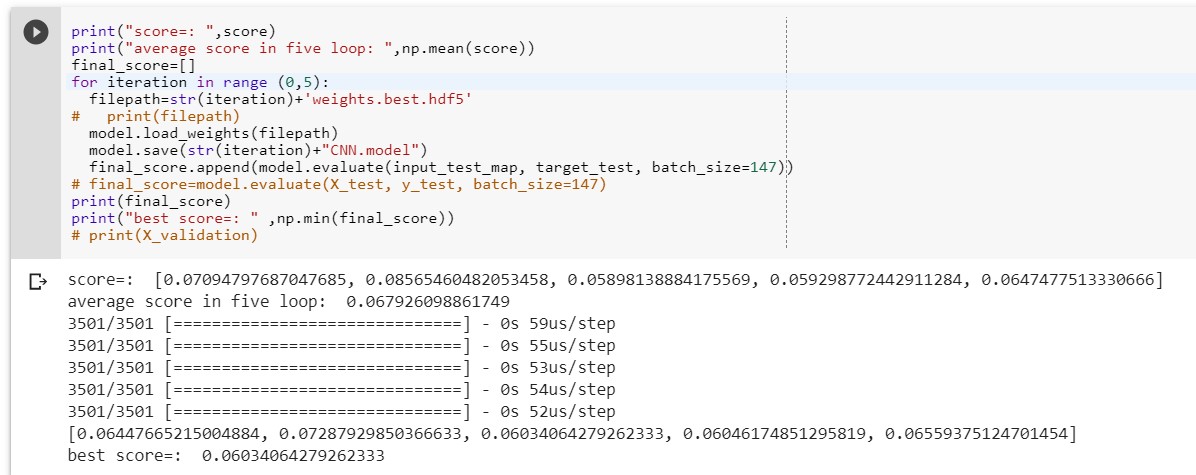 print("score=: ",score)
print("average score in five loop: ",np.mean(score))
final_score=[]
for iteration in range (0,5):
  filepath=str(iteration)+'weights.best.hdf5'
#   print(filepath)
  model.load_weights(filepath)
  model.save(str(iteration)+"CNN.model")
  final_score.append(model.evaluate(input_test_map, target_test, batch_size=147))
# final_score=model.evaluate(X_test, y_test, batch_size=147)
print(final_score)
print("best score=: " ,np.min(final_score))
# print(X_validation)
score=:  [0.07094797687047685, 0.08565460482053458, 0.05898138884175569, 0.059298772442911284, 0.0647477513330666]
average score in five loop:  0.067926098861749
3501/3501 [==============================] - 0s 59us/step
3501/3501 [==============================] - 0s 55us/step
3501/3501 [==============================] - 0s 53us/step
3501/3501 [==============================] - 0s 54us/step
3501/3501 [==============================] - 0s 52us/step
[0.06447665215004884, 0.07287929850366633, 0.06034064279262333, 0.06046174851295819, 0.06559375124701454]
best score=:  0.06034064279262333